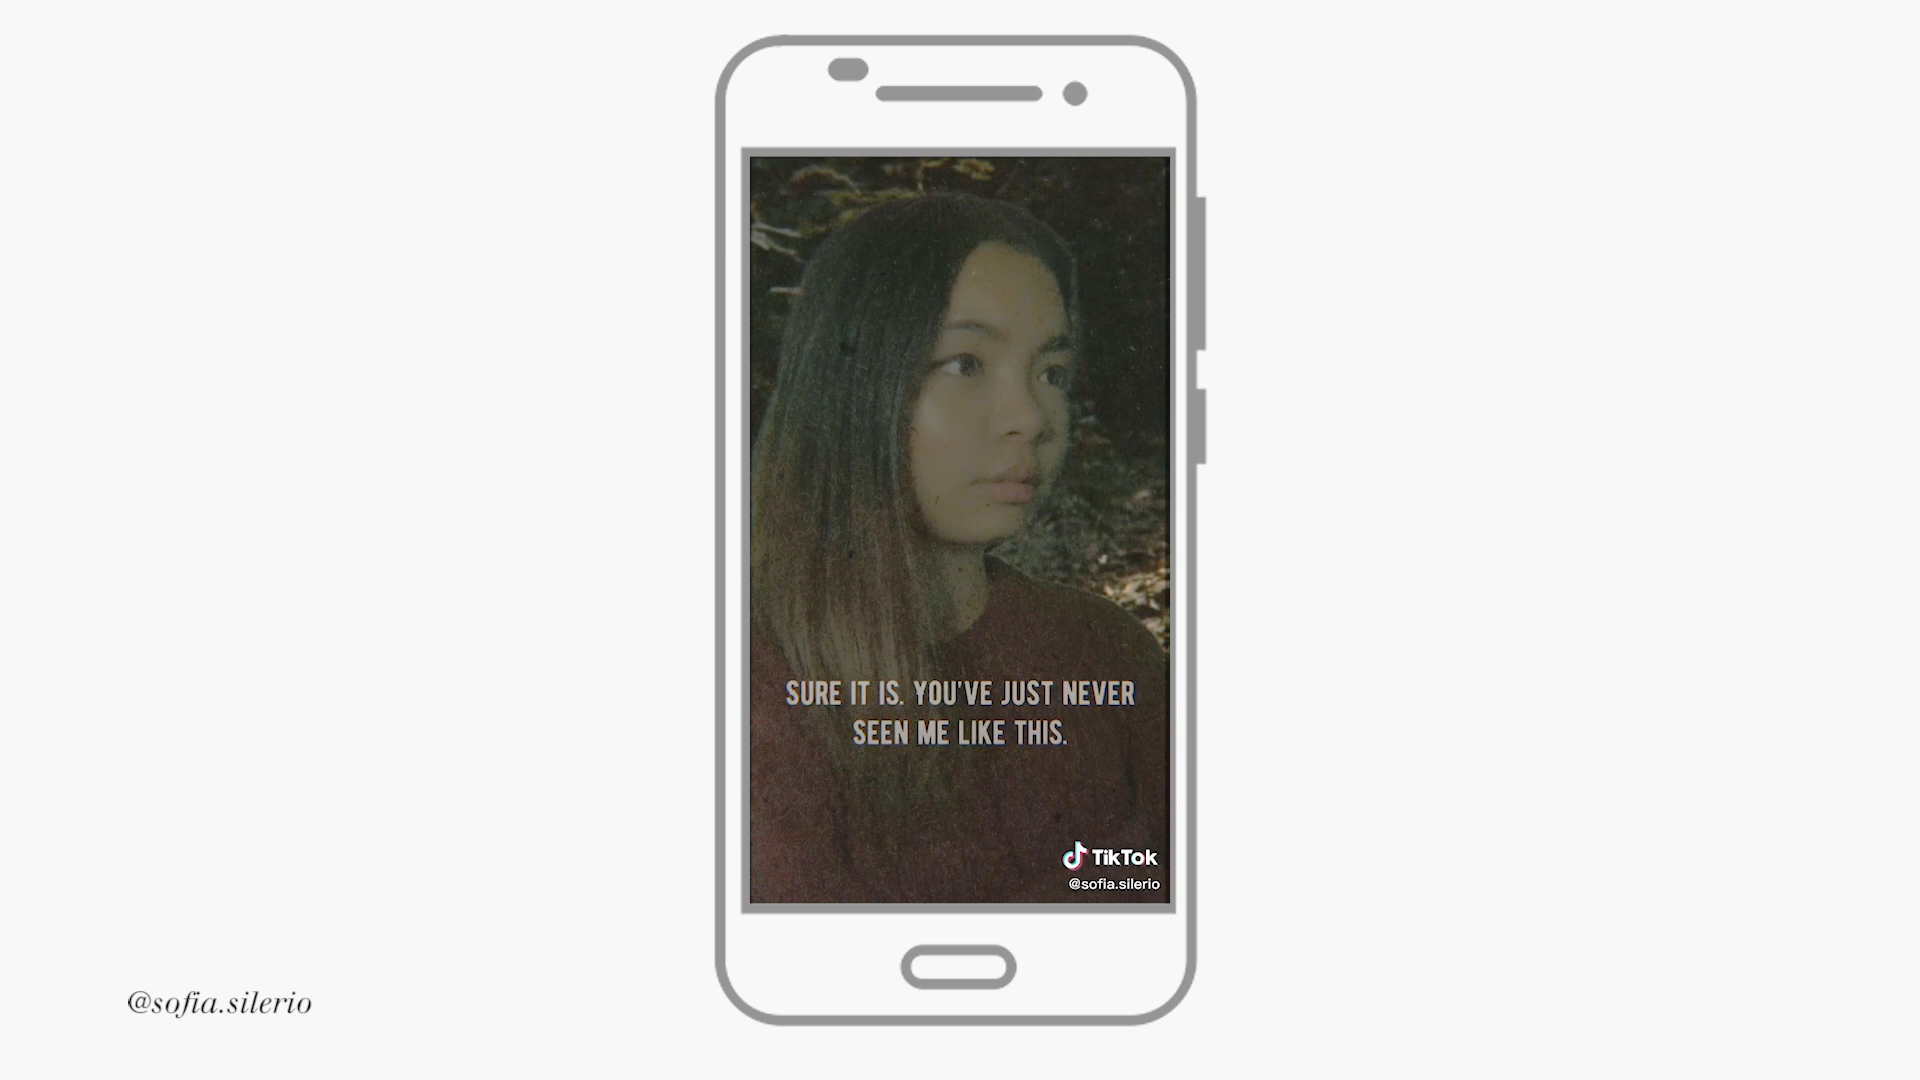 SURE IT IS. YOU'VE JUST NEVER
SEEN ME LIKE THIS.
TikTok
@sofia.silerio
@sofia.silerio